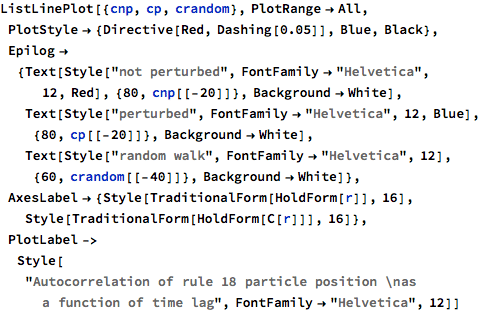 ListLinePlot[{cnp, cp, crandom}, PlotRange → All,
PlotStyle → {Directive[Red, Dashing[0.05]], Blue, Black},
Epilog →
{Text[Style["not perturbed", FontFamily → "Helvetica",
12, Red], {80, cnp[[-20]]}, Background → White],
Text[Style["perturbed", FontFamily → "Helvetica", 12, Blue],
{80, cp[[-20]]}, Background → White],
Text[Style["random walk", FontFamily → "Helvetica", 12],
{60, crandom[[-40]]}, Background → White]},
AxesLabel → {Style[TraditionalForm[HoldForm[r]], 16],
Style[TraditionalForm[HoldForm[C[r]]], 16]},
PlotLabel ->
Style[
"Autocorrelation of rule 18 particle position \nas
a function of time lag", FontFamily → "Helvetica", 12]]